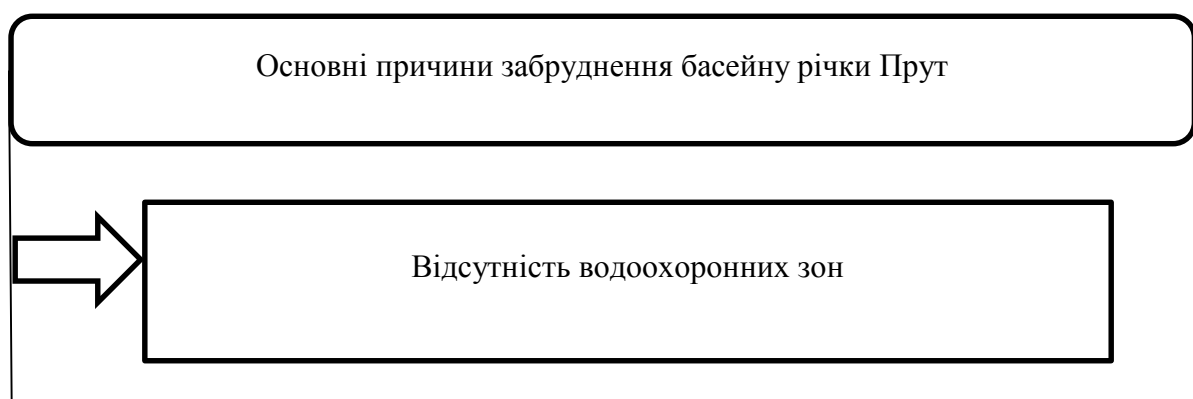 Основні причини забруднення басейну річки Прут
Відсутність водоохоронних зон